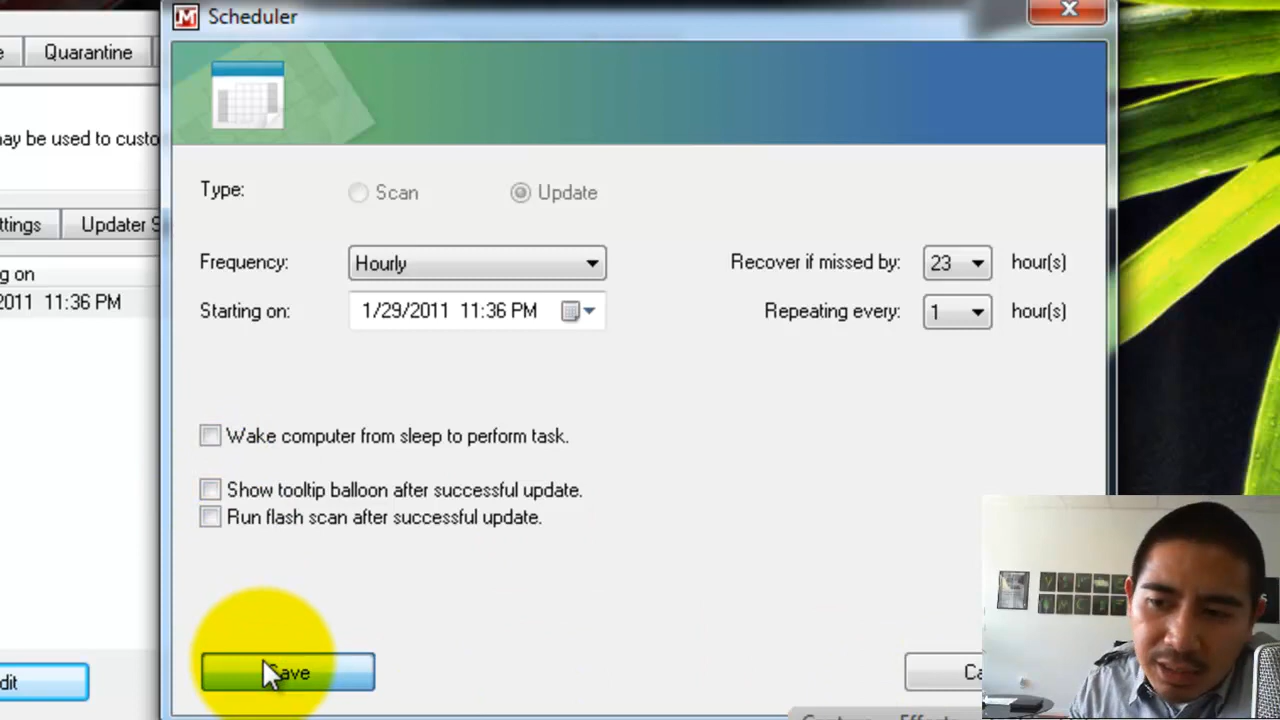 Scheduler
Quarantine
may be used to custo
ttings
Updater S
g on
2011 11:36 PM
dit
Type:
Scan
Update
Frequency:
Hourly
Recover if missed by:
23
hour(s)
Starting on:
1/29/2011 11:36 PM
Repeating every:
1
hour(s)
Wake computer from sleep to perform task.
Show tooltip balloon after successful update.
Run flash scan after successful update.
Save
Ca